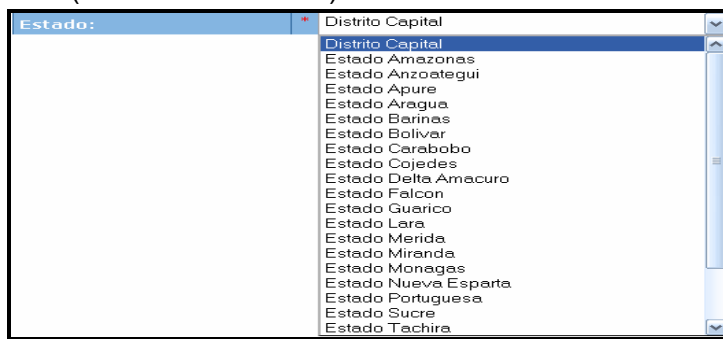 Estado: * Distrito Capital
Distrito Capital
Estado Amazonas
Estado Anzoategui
Estado Apure
Estado Aragua
Estado Barinas
Estado Bolivar
Estado Carabobo
Estado Cojedes
Estado Delta Amacuro
Estado Falcon
Estado Guarico
Estado Lara
Estado Merida
Estado Miranda
Estado Monagas
Estado Nueva Esparta
Estado Portuguesa
Estado Sucre
Estado Tachira